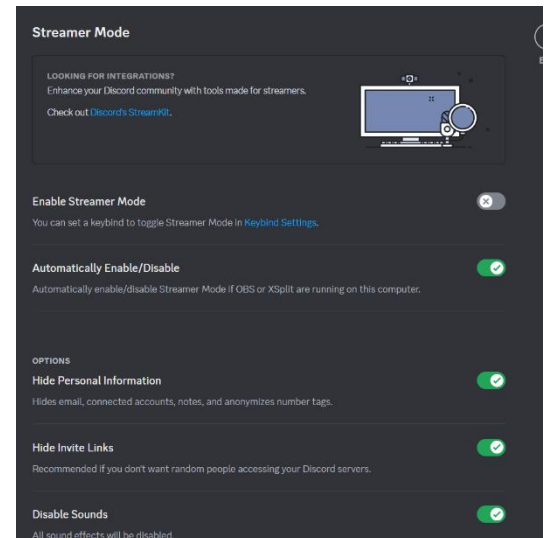 Streamer Mode
LOOKING FOR INTEGRATIONS?
Enhance your Discord community with tools made for streamers.
Check out Discord's StreamKit.
Enable Streamer Mode
You can set a keybind to toggle Streamer Mode in Keybind Settings.
Automatically Enable/Disable
Automatically enable/disable Streamer Mode if OBS or XSplit are running on this computer.
OPTIONS
Hide Personal Information
Hides email, connected accounts, notes, and anonymizes number tags.
Hide Invite Links
Recommended if you don't want random people accessing your Discord servers.
Disable Sounds
All sound effects will be disabled.